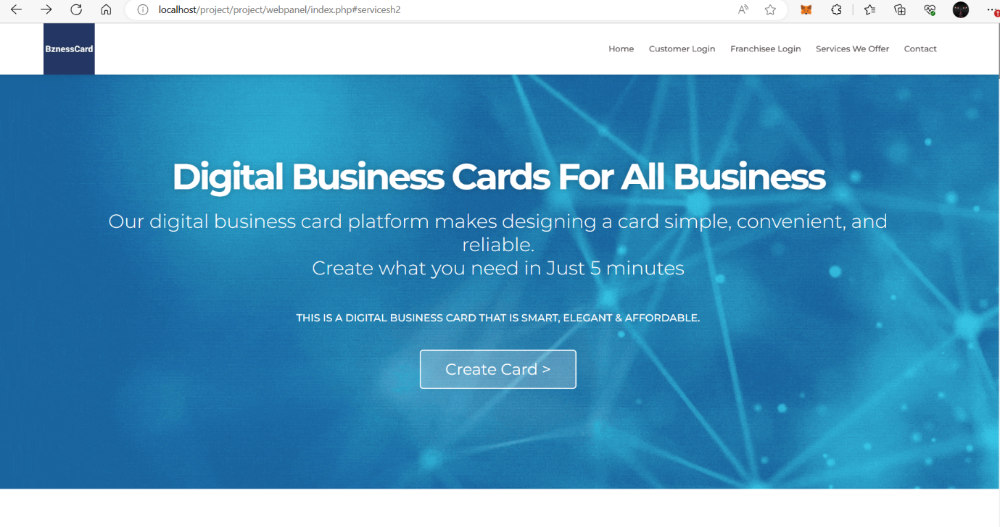 localhost/project/project/webpanel/index.php#servicesh2
BznessCard
Home Customer Login Franchisee Login Services We Offer Contact
Digital Business Cards For All Business
Our digital business card platform makes designing a card simple, convenient, and
reliable.
Create what you need in Just 5 minutes
THIS IS A DIGITAL BUSINESS CARD THAT IS SMART, ELEGANT & AFFORDABLE.
Create Card >